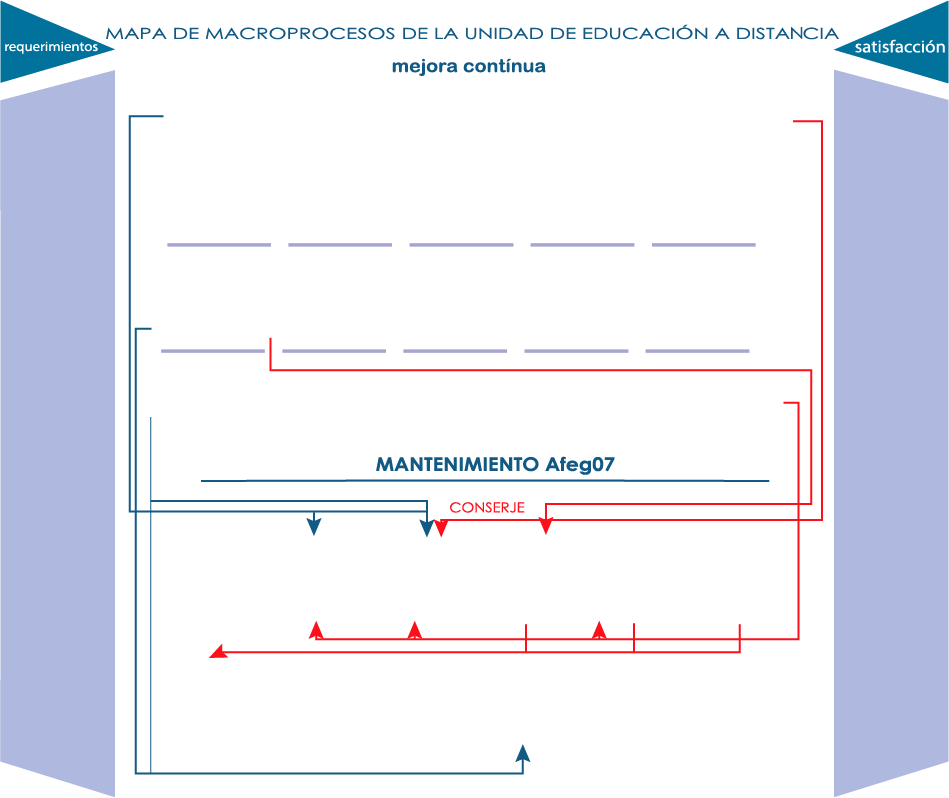 MAPA DE MACROPROCESOS DE LA UNIDAD DE EDUCACIÓN A DISTANCIA
requerimientos
satisfacción
mejora contínua
MANTENIMIENTO Afeg07
CONSERJE